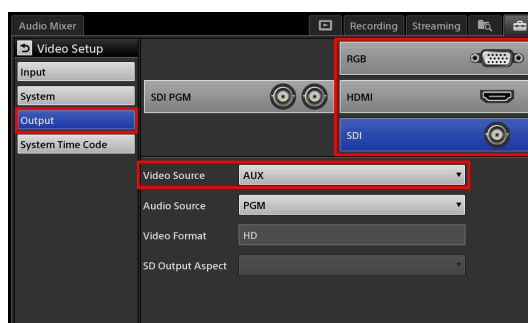 Audio Mixer
Recording
Streaming
Video Setup
Input
System
Output
System Time Code
SDI PGM
RGB
HDMI
SDI
Video Source
AUX
Audio Source
PGM
Video Format
HD
SD Output Aspect